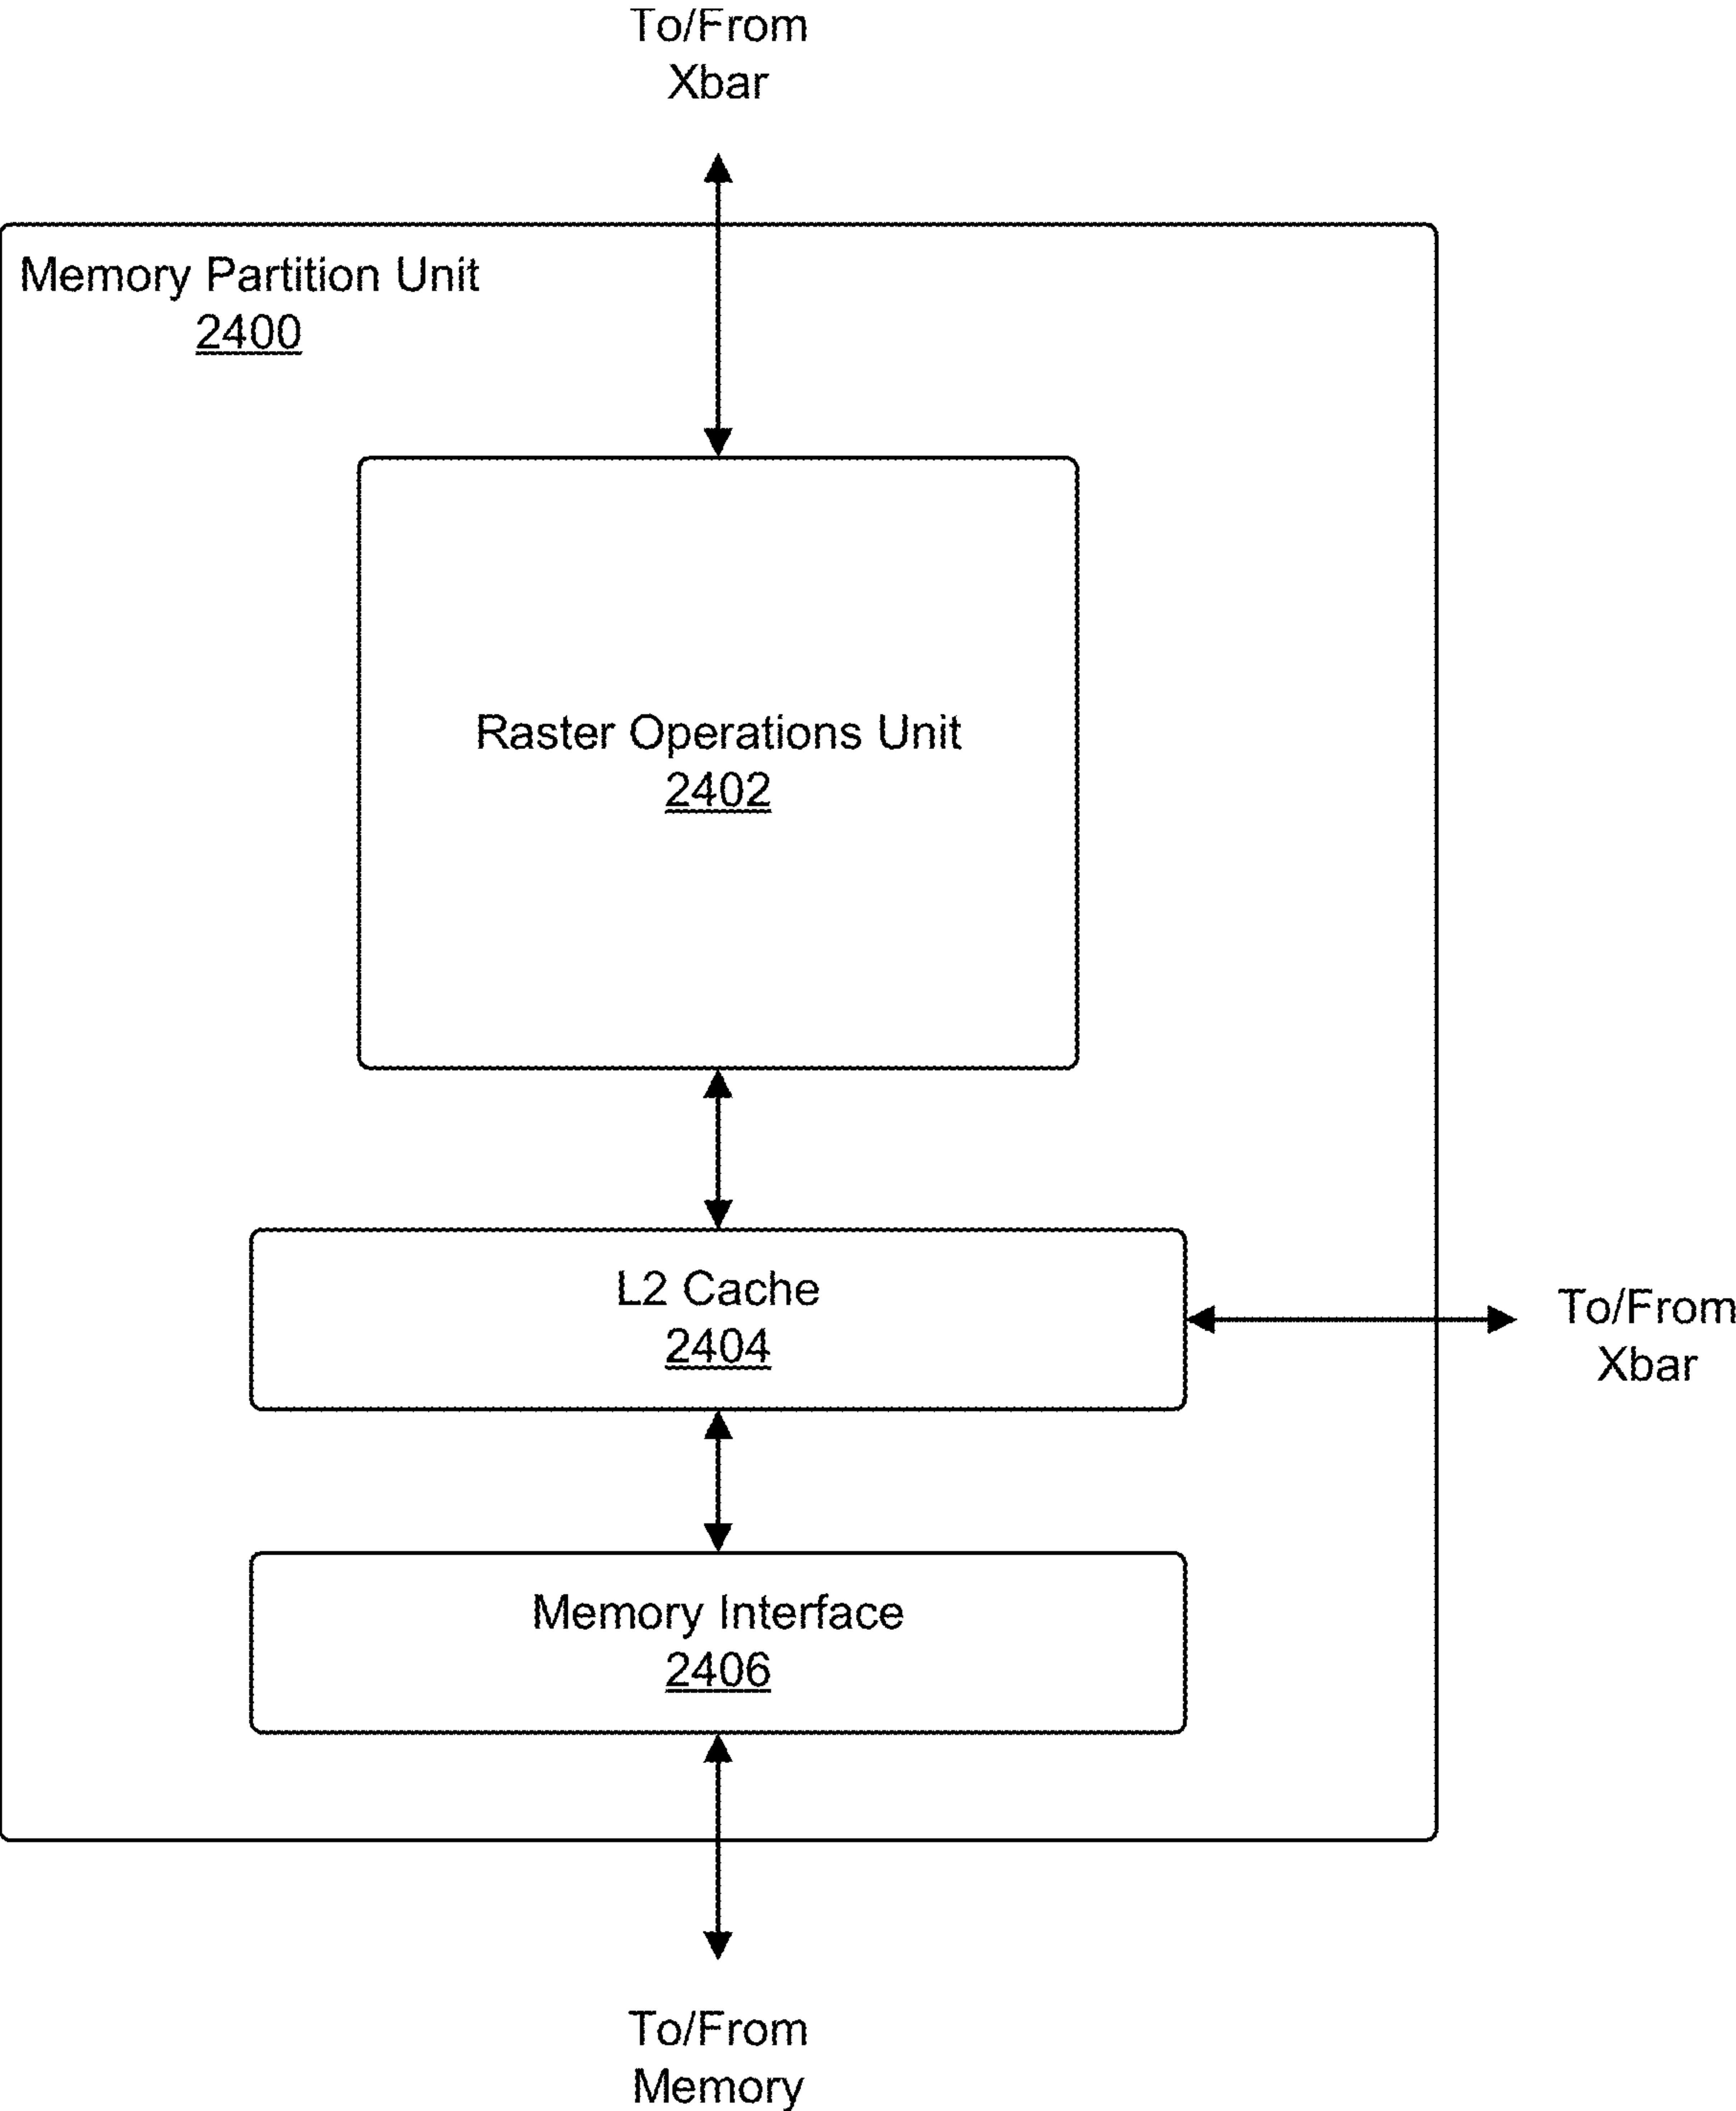 To/From
Xbar
Memory Partition Unit
2400
Raster Operations Unit
2402
L2 Cache
2404
To/From
Xbar
Memory Interface
2406
To/From
Memory